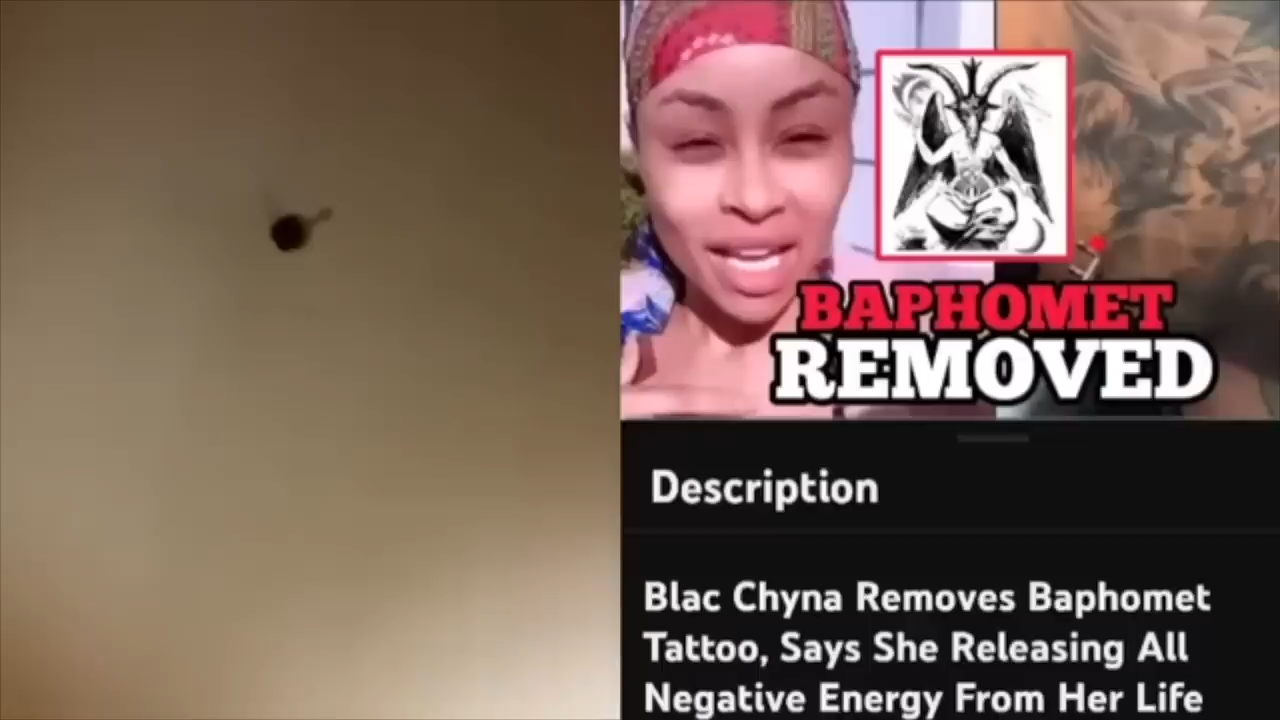 BAPHOMET
REMOVED
Description
Blac Chyna Removes Baphomet
Tattoo, Says She Releasing All
Negative Energy From Her Life